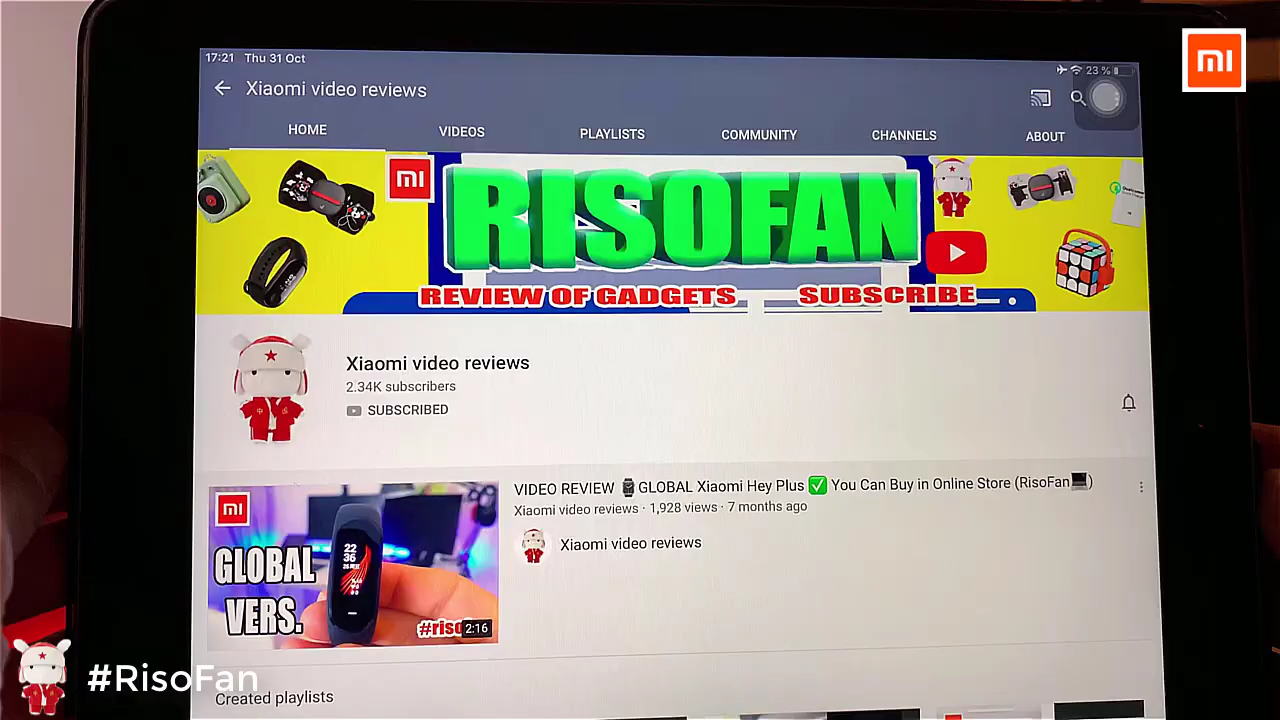 17:21 Thu 31 Oct
23 %
Xiaomi video reviews
HOME VIDEOS PLAYLISTS COMMUNITY CHANNELS ABOUT
RISOFAN
REVIEW OF GADGETS SUBSCRIBE
Xiaomi video reviews
2.34K subscribers
SUBSCRIBED
VIDEO REVIEW ⌚GLOBAL Xiaomi Hey Plus ✅ You Can Buy in Online Store (RisoFan💻)
Xiaomi video reviews · 1,928 views · 7 months ago
Xiaomi video reviews
GLOBAL
VERS.
22
36
2:16
Created playlists
#RisoFan
mi
mi
mi